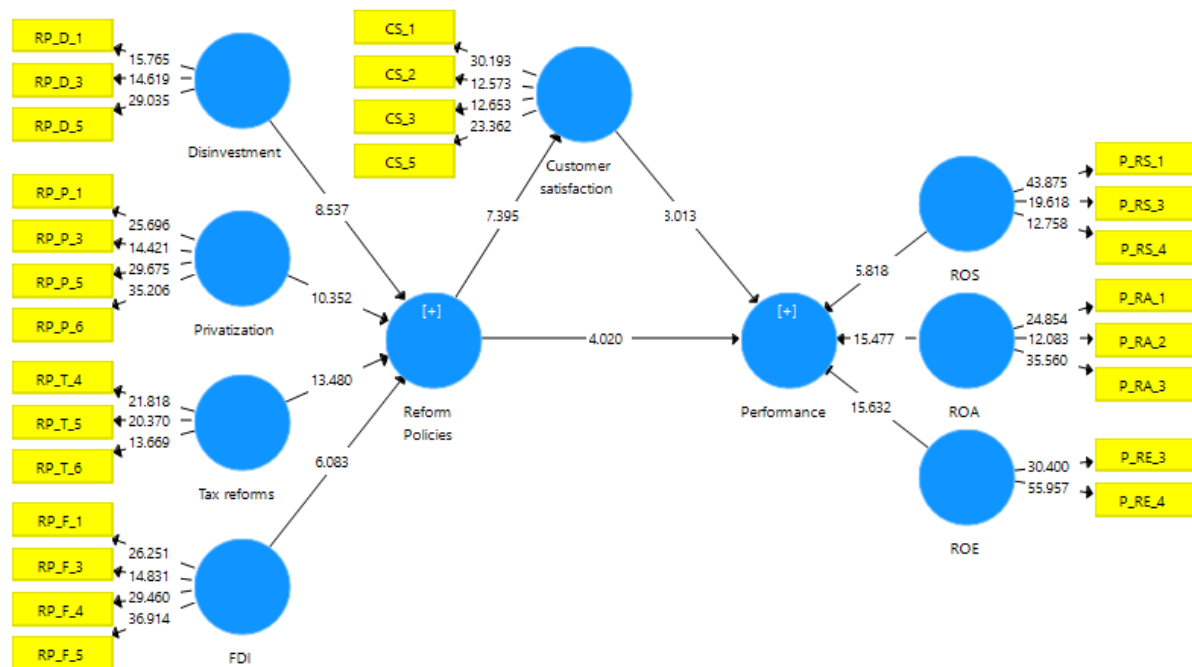 RP_D_1
15.765
RP_D_3
14.619
29.035
RP_D_5
Disinvestment
CS_1
30.193
CS_2
12.573
12.653
CS_3
23.362
CS_5
Customer
satisfaction
RP_P_1
25.696
RP_P_3
14.421
29.675
RP_P_5
35.206
RP_P_6
Privatization
8.537
7.395
3.013
10.352
[+]
Reform
Policies
4.020
[+]
Performance
P_RS_1
43.875
19.618
P_RS_3
12.758
P_RS_4
ROS
5.818
P_RA_1
24.854
12.083
P_RA_2
35.560
P_RA_3
ROA
15.477
RP_T_4
21.818
20.370
RP_T_5
13.669
RP_T_6
Tax reforms
13.480
6.083
15.632
30.400
P_RE_3
55.957
P_RE_4
ROE
RP_F_1
26.251
RP_F_3
14.831
29.460
RP_F_4
36.914
RP_F_5
FDI